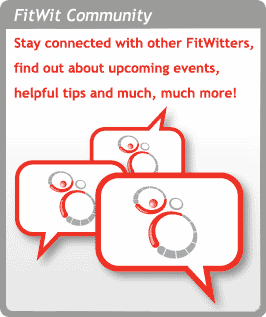 FitWit Community
Stay connected with other FitWitters,
find out about upcoming events,
helpful tips and much, much more!